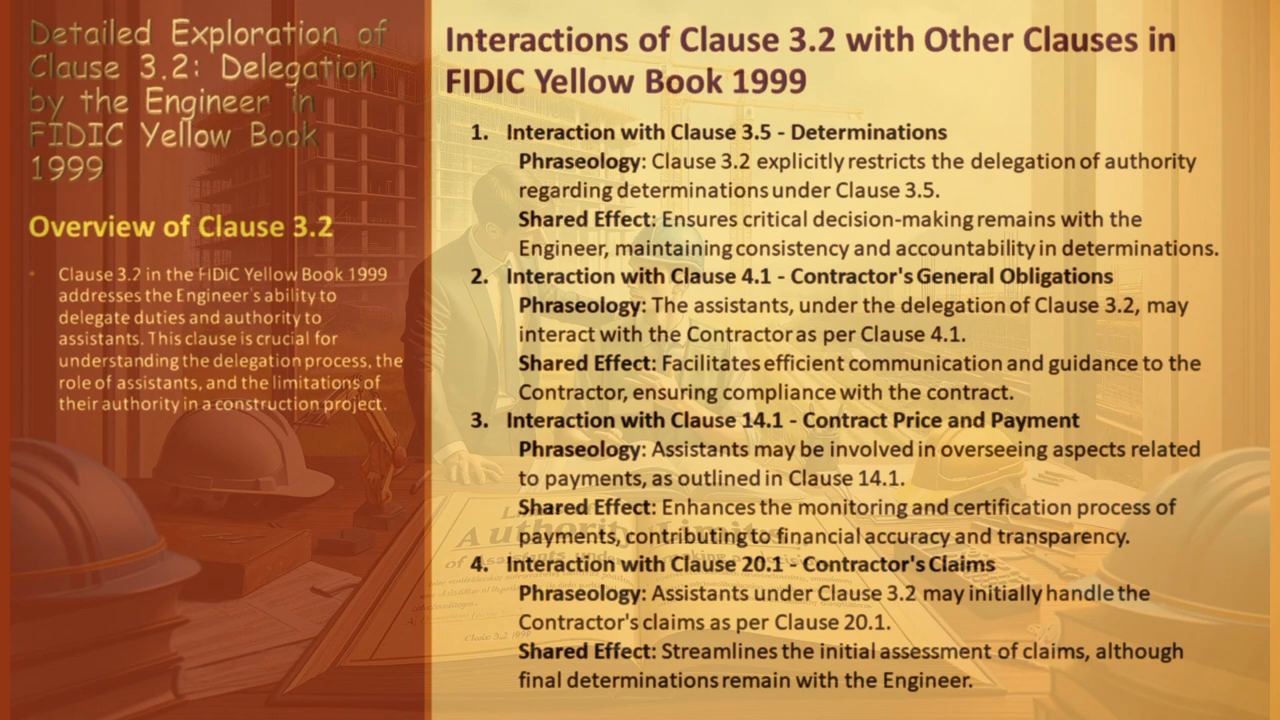 Detailed Exploration of
Clause 3.2: Delegation
by the Engineer in
FIDIC Yellow Book
1999
Overview of Clause 3.2
Clause 3.2 in the FIDIC Yellow Book 1999
addresses the Engineer's ability to
delegate duties and authority to
assistants. This clause is crucial for
understanding the delegation process, the
role of assistants, and the limitations of
their authority in a construction project.
Interactions of Clause 3.2 with Other Clauses in
FIDIC Yellow Book 1999
1. Interaction with Clause 3.5 - Determinations
Phraseology: Clause 3.2 explicitly restricts the delegation of authority
regarding determinations under Clause 3.5.
Shared Effect: Ensures critical decision-making remains with the
Engineer, maintaining consistency and accountability in determinations.
2. Interaction with Clause 4.1 - Contractor's General Obligations
Phraseology: The assistants, under the delegation of Clause 3.2, may
interact with the Contractor as per Clause 4.1.
Shared Effect: Facilitates efficient communication and guidance to the
Contractor, ensuring compliance with the contract.
3. Interaction with Clause 14.1 - Contract Price and Payment
Phraseology: Assistants may be involved in overseeing aspects related
to payments, as outlined in Clause 14.1.
Shared Effect: Enhances the monitoring and certification process of
payments, contributing to financial accuracy and transparency.
4. Interaction with Clause 20.1 - Contractor's Claims
Phraseology: Assistants under Clause 3.2 may initially handle the
Contractor's claims as per Clause 20.1.
Shared Effect: Streamlines the initial assessment of claims, although
final determinations remain with the Engineer.
Authority